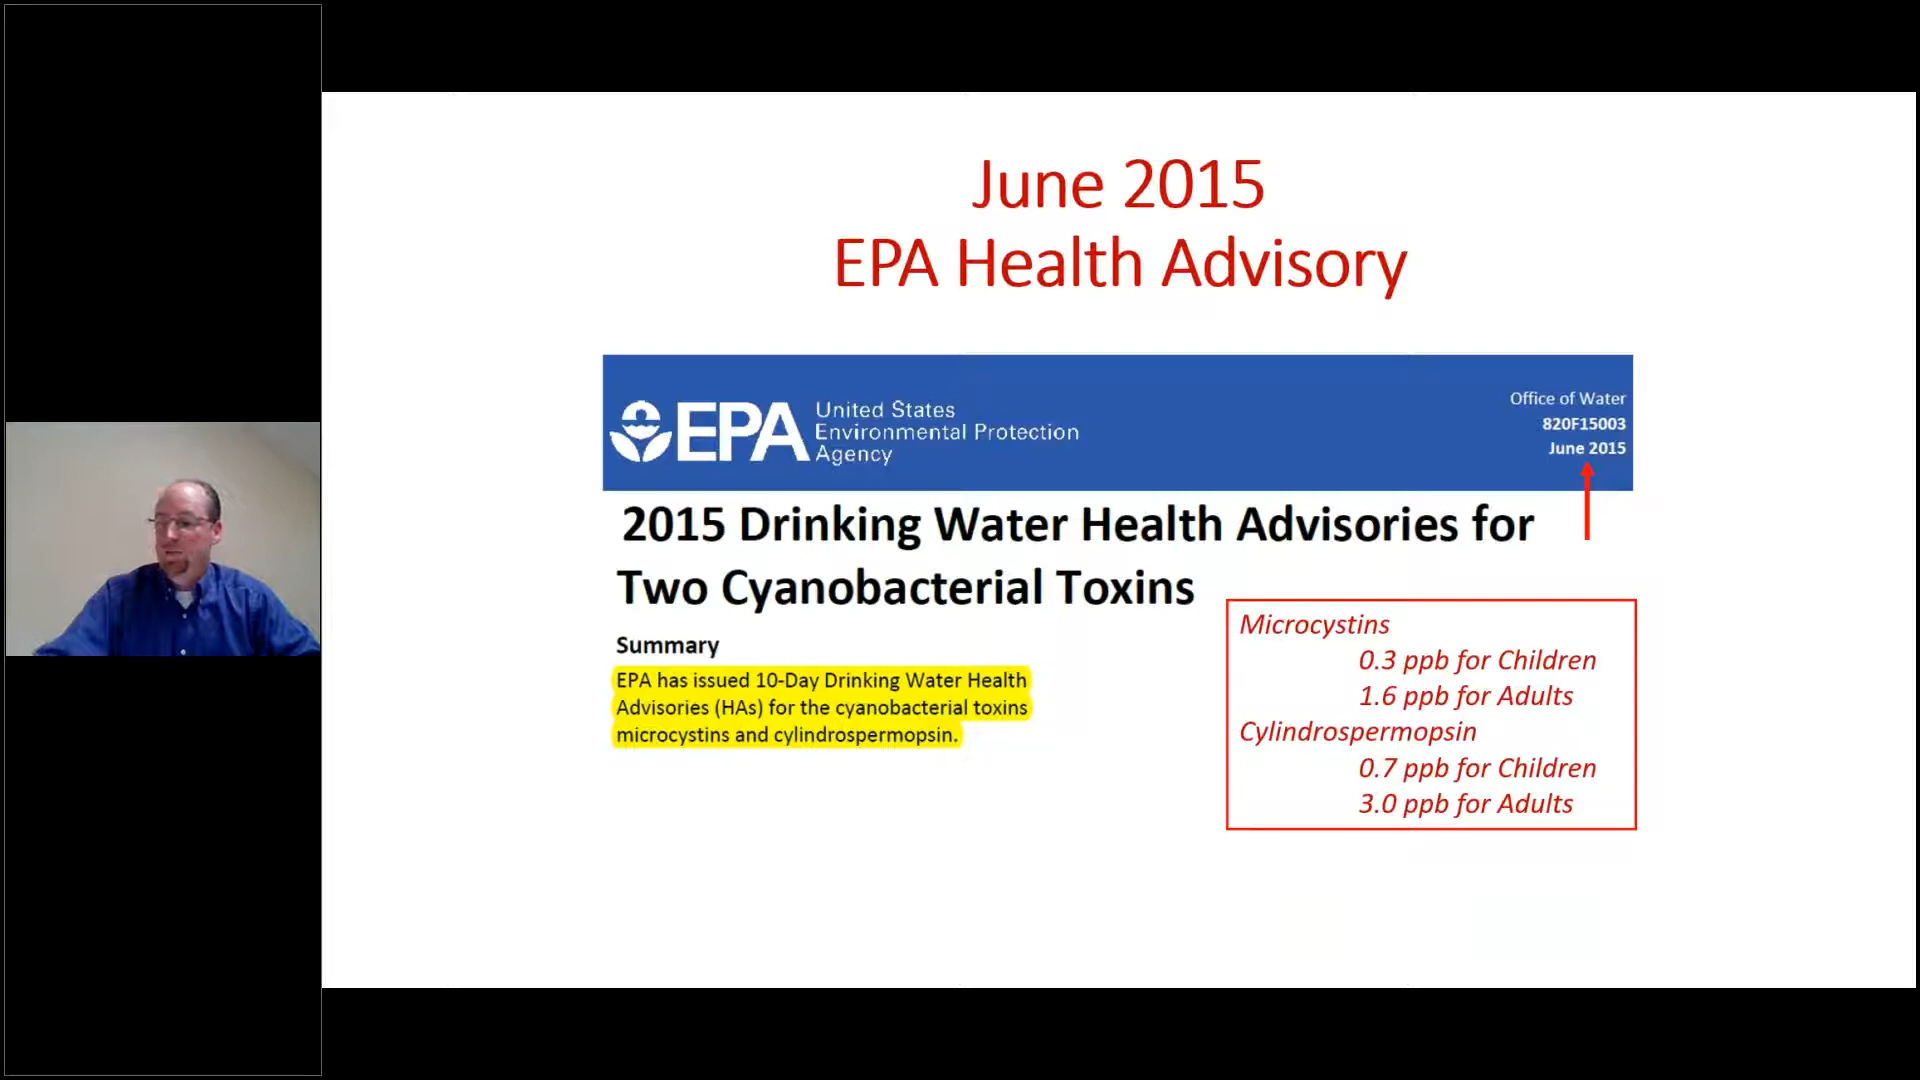 June 2015
EPA Health Advisory
EPA
United States
Environmental Protection
Agency
Office of Water
820F15003
June 2015
2015 Drinking Water Health Advisories for
Two Cyanobacterial Toxins
Summary
EPA has issued 10-Day Drinking Water Health
Advisories (HAs) for the cyanobacterial toxins
microcystins and cylindrospermopsin.
Microcystins
0.3 ppb for Children
1.6 ppb for Adults
Cylindrospermopsin
0.7 ppb for Children
3.0 ppb for Adults